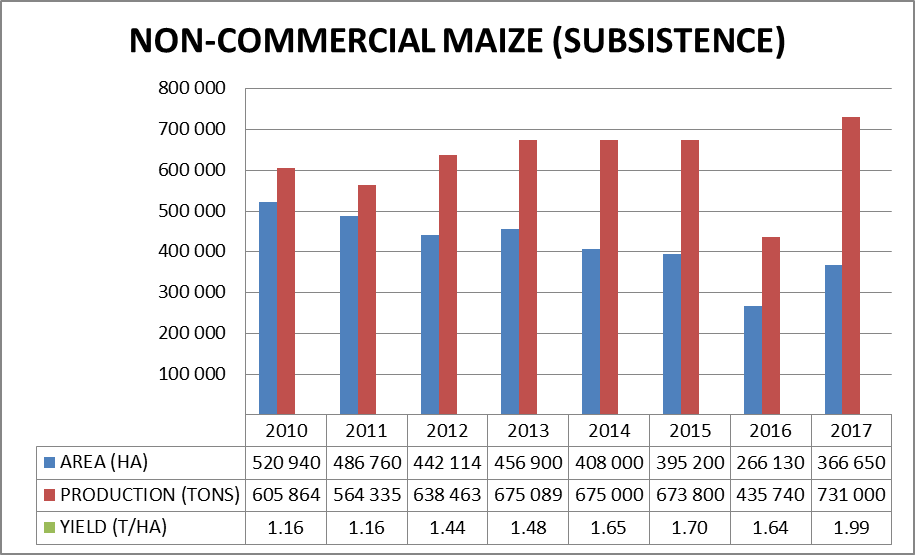 NON-COMMERCIAL MAIZE (SUBSISTENCE)
800 000
700 000
600 000
500 000
400 000
300 000
200 000
100 000
2010 2011 2012 2013 2014 2015 2016 2017
AREA (HA) 520 940 486 760 442 114 456 900 408 000 395 200 266 130 366 650
PRODUCTION (TONS) 605 864 564 335 638 463 675 089 675 000 673 800 435 740 731 000
YIELD (T/HA) 1.16 1.16 1.44 1.48 1.65 1.70 1.64 1.99